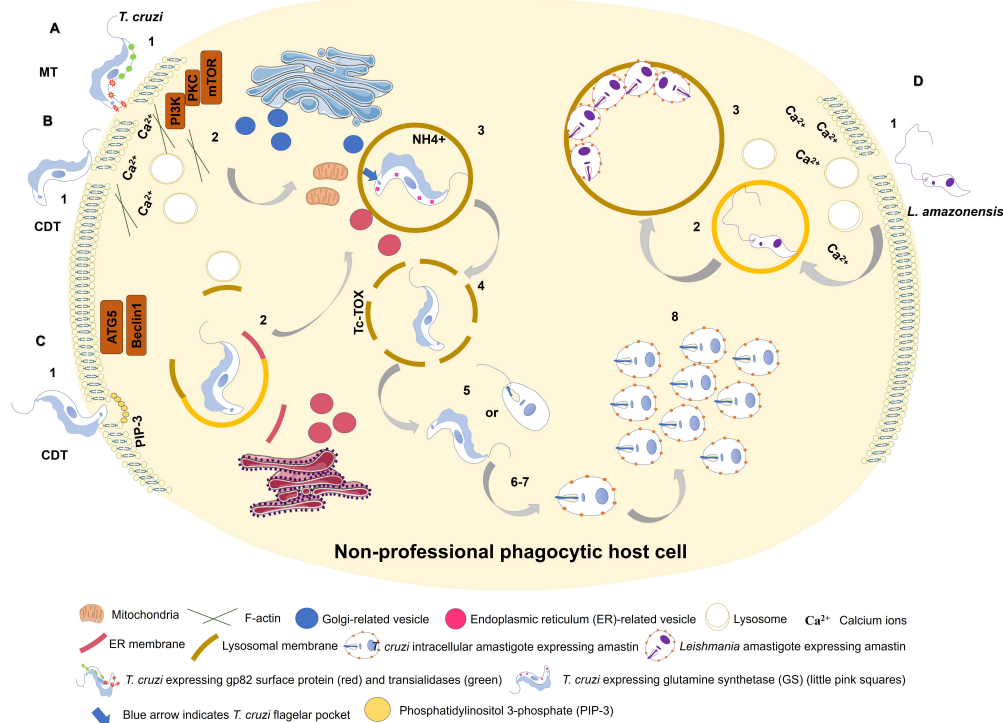 T. cruzi
A
1
MT
PI3K
PKC
mTOR
B
Ca2+
Ca2+
Ca2+
2
1
CDT
NH4+
3
4
Tc-TOX
ATG5
Beclin1
C
1
2
PIP-3
CDT
5
or
6-7
8
3
2
D
1
Ca2+
Ca2+
Ca2+
Ca2+
L. amazonensis
Non-professional phagocytic host cell
Mitochondria
F-actin
Golgi-related vesicle
Endoplasmic reticulum (ER)-related vesicle
Lysosome
Ca2+ Calcium ions
ER membrane
Lysosomal membrane
T. cruzi intracellular amastigote expressing amastin
Leishmania amastigote expressing amastin
T. cruzi expressing gp82 surface protein (red) and transialidases (green)
T. cruzi expressing glutamine synthetase (GS) (little pink squares)
Blue arrow indicates T. cruzi flagelar pocket
Phosphatidylinositol 3-phosphate (PIP-3)